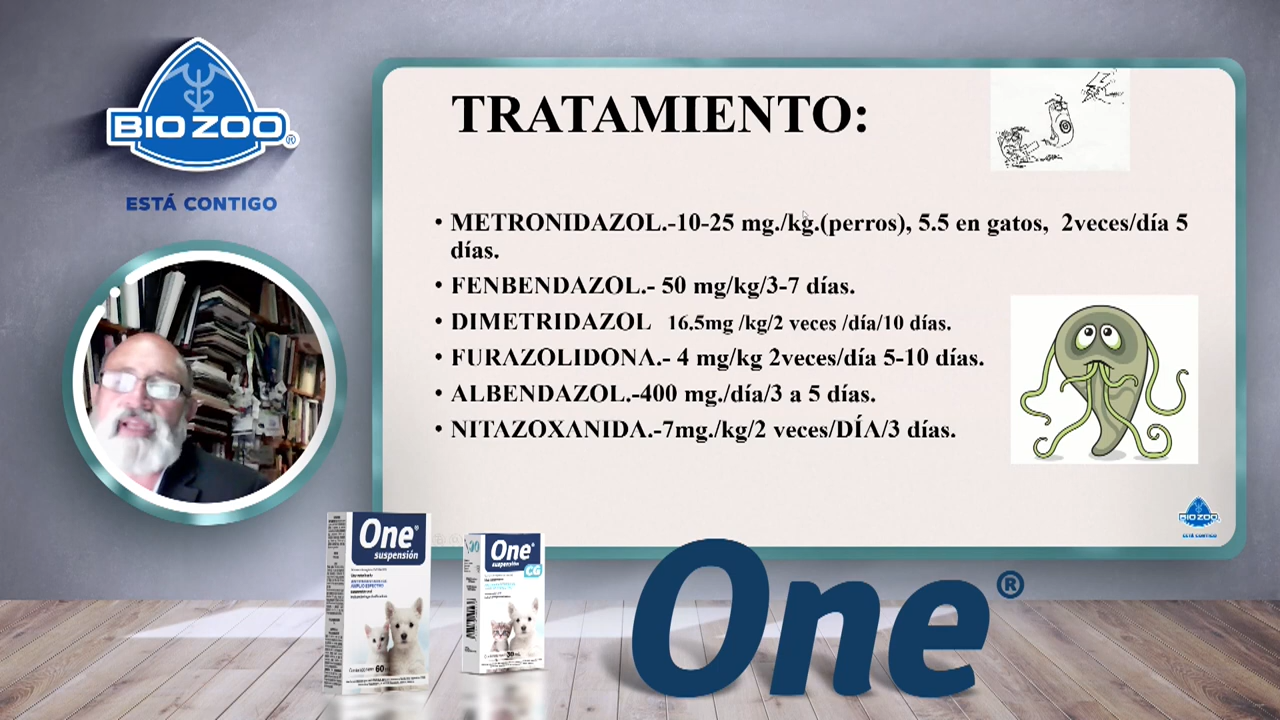 BIO ZOO®
ESTÁ CONTIGO
TRATAMIENTO:
• METRONIDAZOL.-10-25 mg./kg.(perros), 5.5 en gatos, 2veces/día 5
días.
• FENBENDAZOL.- 50 mg/kg/3-7 días.
• DIMETRIDAZOL 16.5mg /kg/2 veces /día/10 días.
• FURAZOLIDONA.- 4 mg/kg 2veces/día 5-10 días.
• ALBENDAZOL.-400 mg./día/3 a 5 días.
• NITAZOXANIDA.-7mg./kg/2 veces/DÍA/3 días.
BIO ZOO
ESTÁ CONTIGO
One®
suspensión
60
One®
suspensión
CG
30
One®